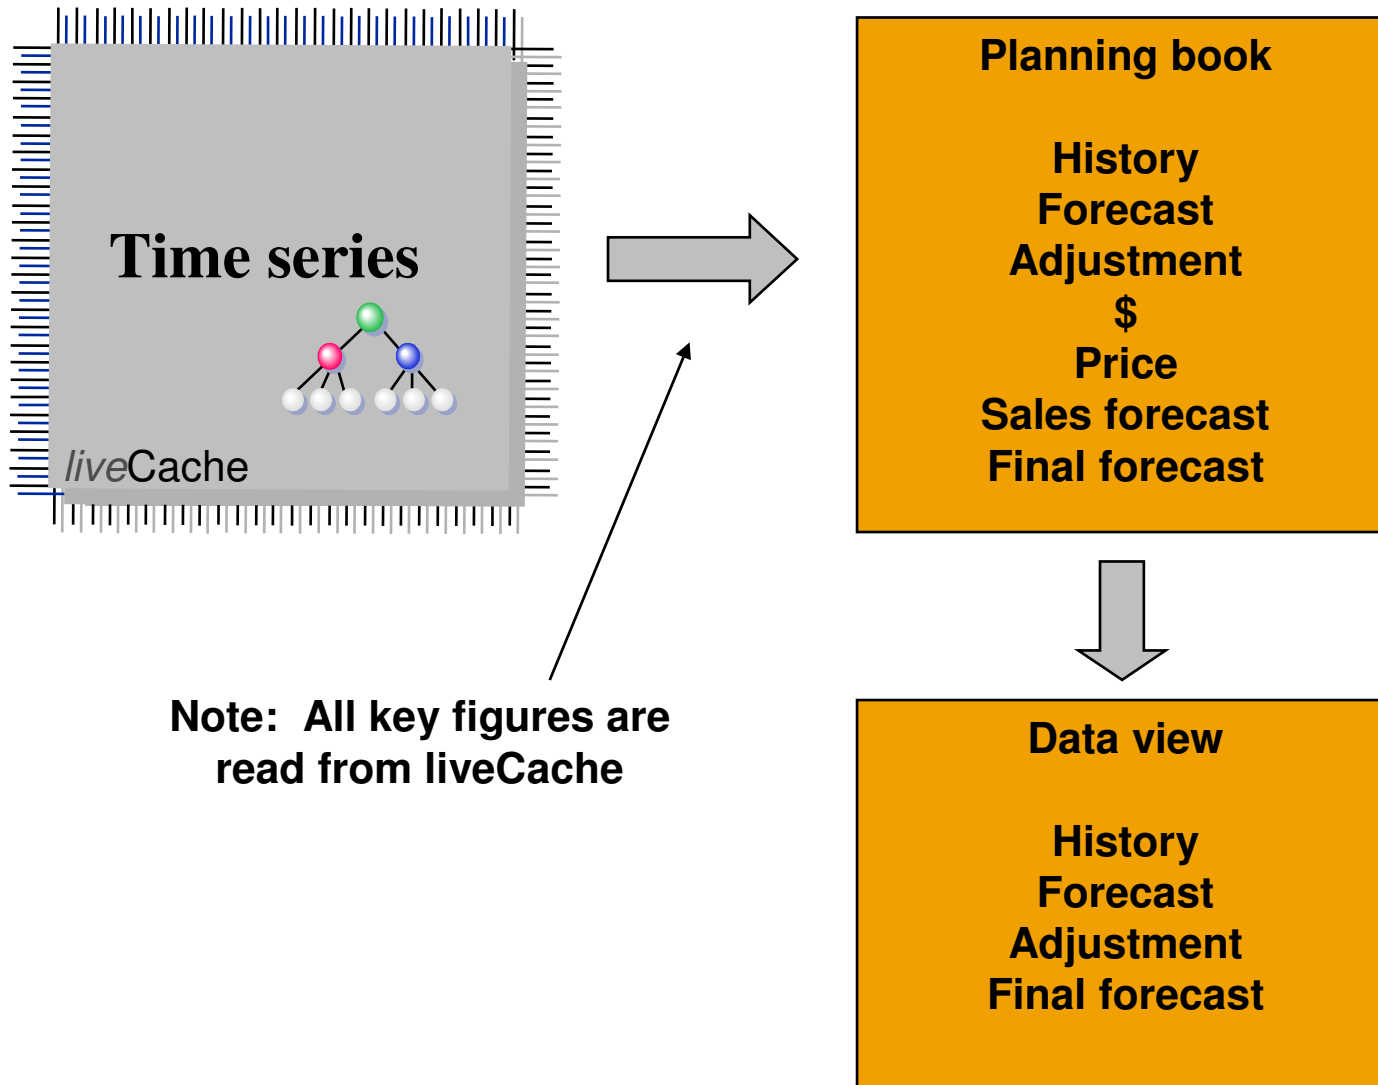 Time series
liveCache
Note:  All key figures are
read from liveCache
Planning book
History
Forecast
Adjustment
$
Price
Sales forecast
Final forecast
Data view
History
Forecast
Adjustment
Final forecast